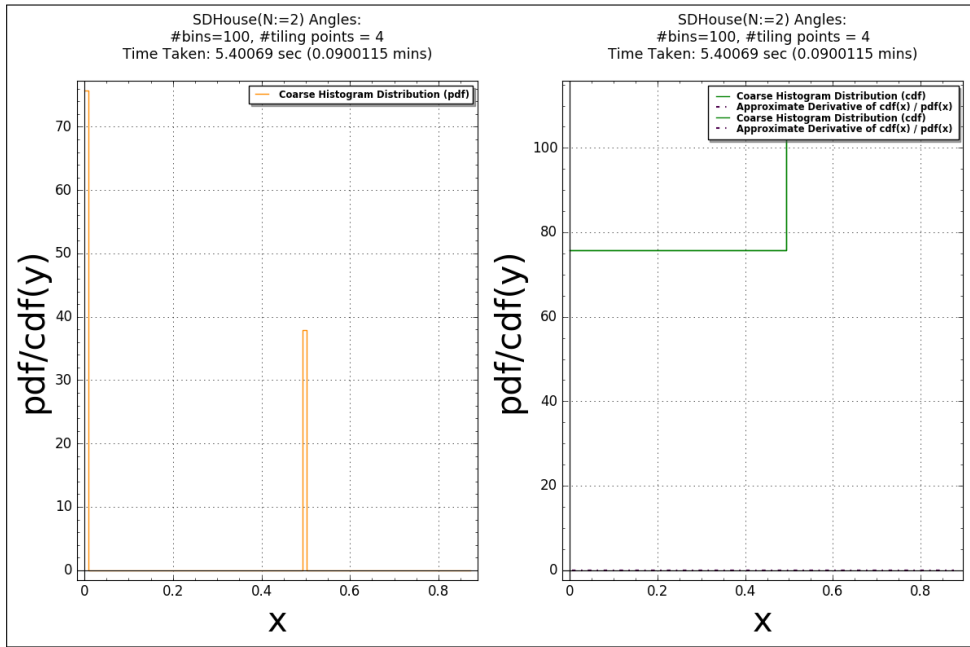 SDHouse(N:=2) Angles:
#bins=100, #tiling points = 4
Time Taken: 5.40069 sec (0.0900115 mins)
Coarse Histogram Distribution (pdf)
70
60
50
40
30
20
10
0
pdf/cdf(y)
0 0.2 0.4 0.6 0.8
x
SDHouse(N:=2) Angles:
#bins=100, #tiling points = 4
Time Taken: 5.40069 sec (0.0900115 mins)
Coarse Histogram Distribution (cdf)
Approximate Derivative of cdf(x) / pdf(x)
Coarse Histogram Distribution (cdf)
Approximate Derivative of cdf(x) / pdf(x)
100
80
60
40
20
0
pdf/cdf(y)
0 0.2 0.4 0.6 0.8
x